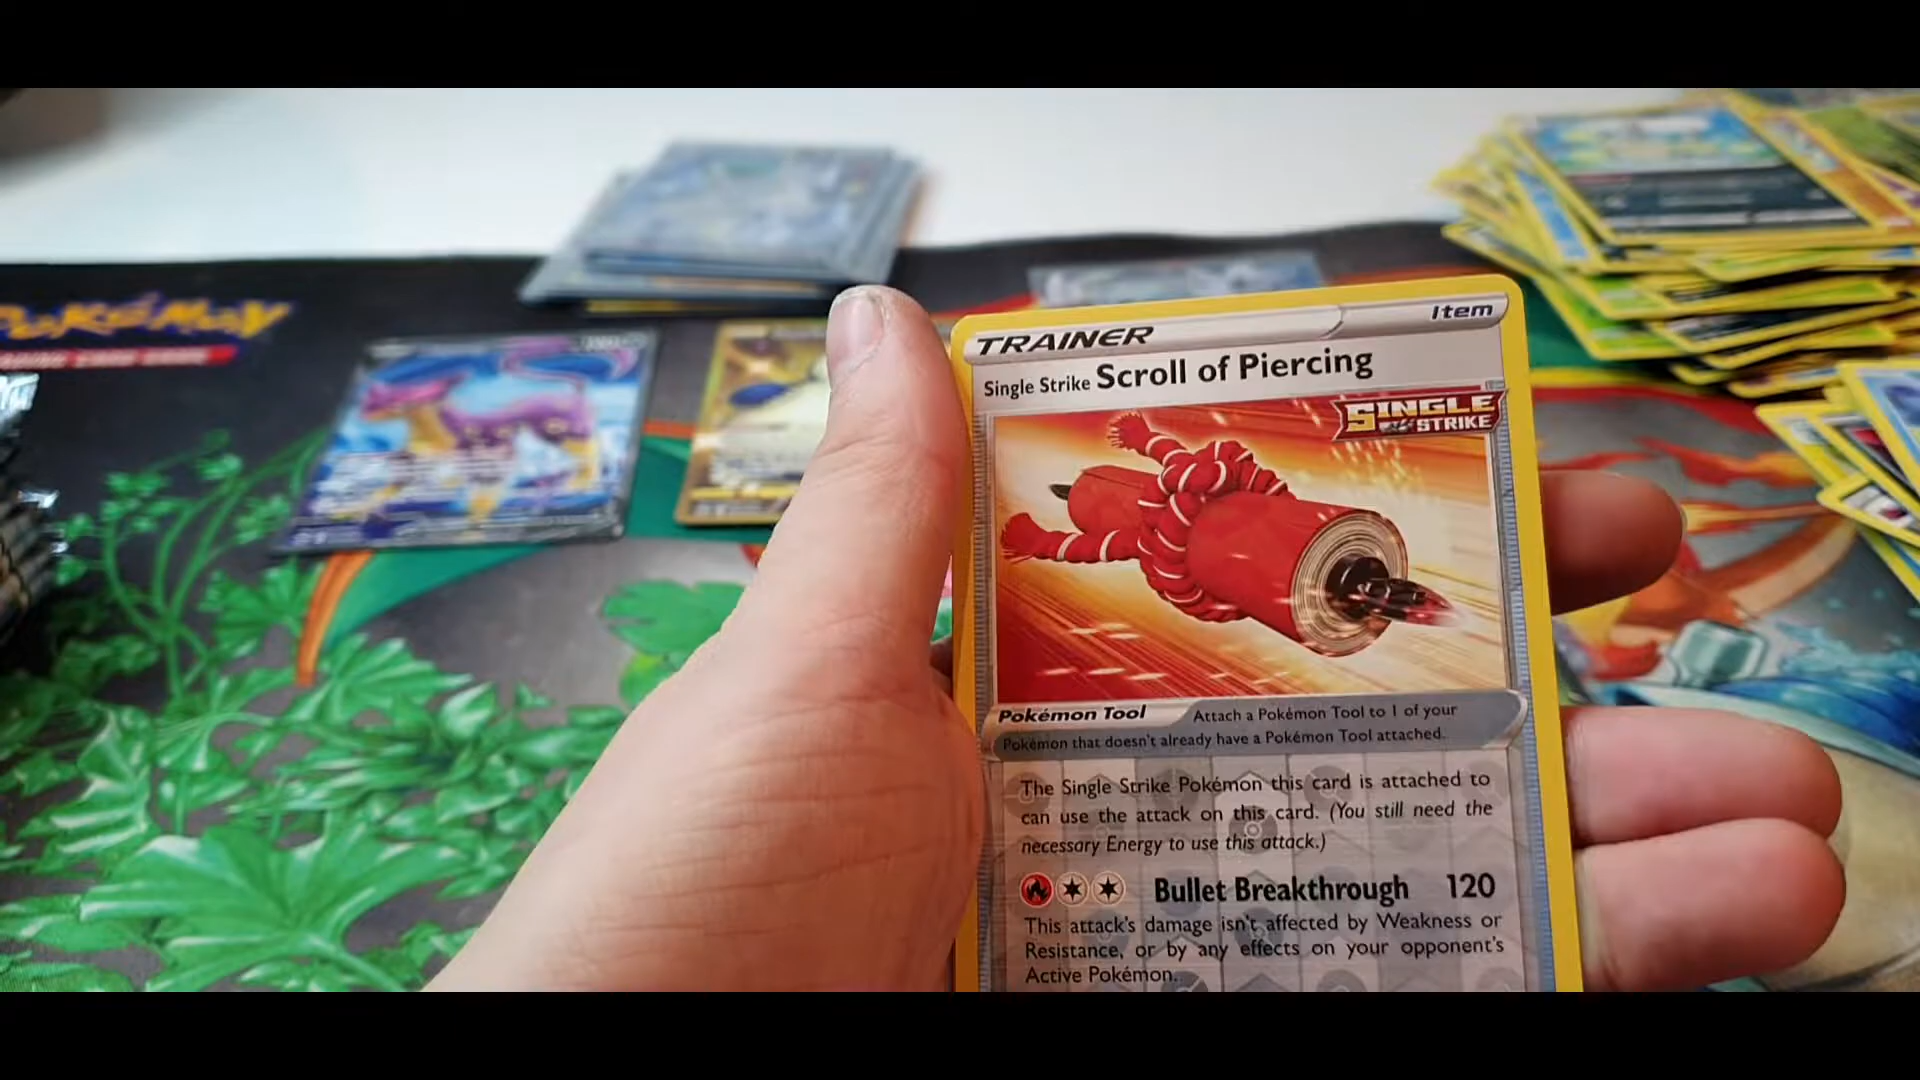 POKÉMON
TRAINER
Item
Single Strike Scroll of Piercing
SINGLE
STRIKE
Pokémon Tool
Attach a Pokémon Tool to 1 of your
Pokémon that doesn't already have a Pokémon Tool attached.
The Single Strike Pokémon this card is attached to
can use the attack on this card. (You still need the
necessary Energy to use this attack.)
Bullet Breakthrough 120
This attack's damage isn't affected by Weakness or
Resistance, or by any effects on your opponent's
Active Pokémon.